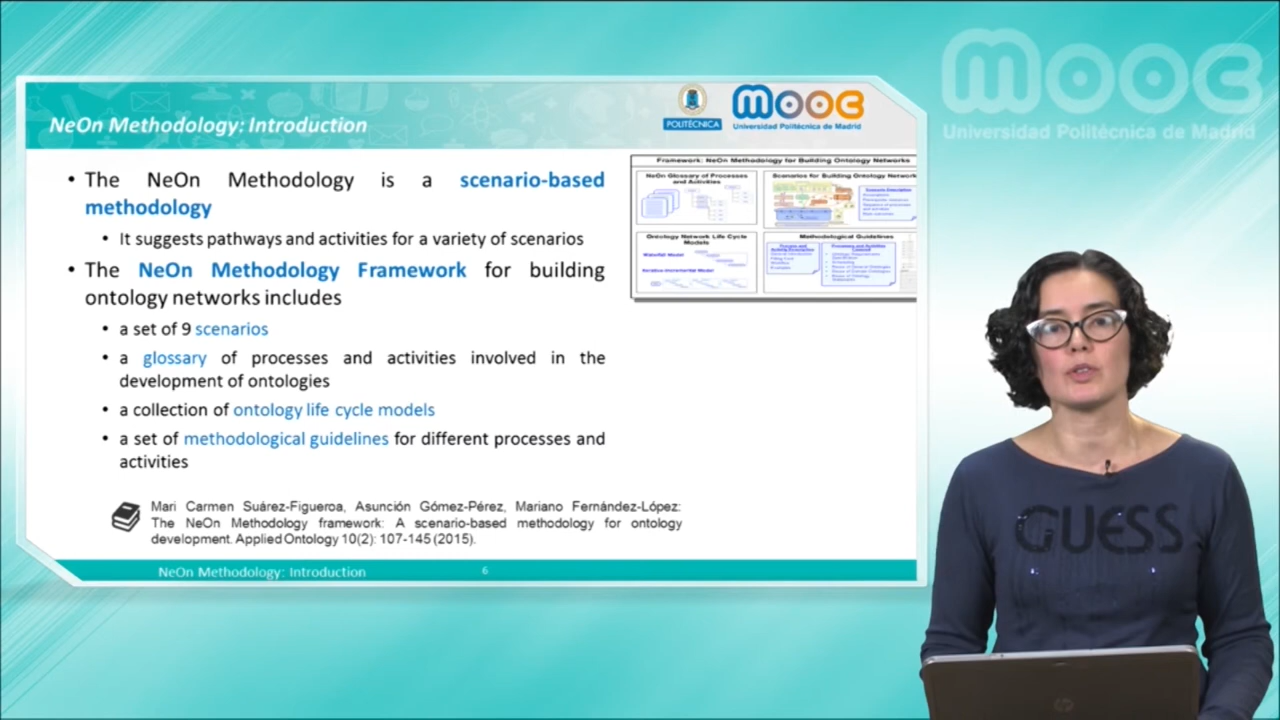 mooc
Universidad Politécnica de Madrid
NeOn Methodology: Introduction
POLITÉCNICA
mooc
Universidad Politécnica de Madrid
• The NeOn Methodology is a scenario-based
methodology
• It suggests pathways and activities for a variety of scenarios
• The NeOn Methodology Framework for building
ontology networks includes
• a set of 9 scenarios
• a glossary of processes and activities involved in the
development of ontologies
• a collection of ontology life cycle models
• a set of methodological guidelines for different processes and
activities
Framework: NeOn Methodology for Building Ontology Networks
NeOn Glossary of Processes
and Activities
Scenarios for Building Ontology Network
Ontology Network Life Cycle
Models
Waterfall Model
Iterative-Incremental Model
Methodological Guidelines
Mari Carmen Suárez-Figueroa, Asunción Gómez-Pérez, Mariano Fernández-López:
The NeOn Methodology framework: A scenario-based methodology for ontology
development. Applied Ontology 10(2): 107-145 (2015).
NeOn Methodology: Introduction
6
GUESS
hp